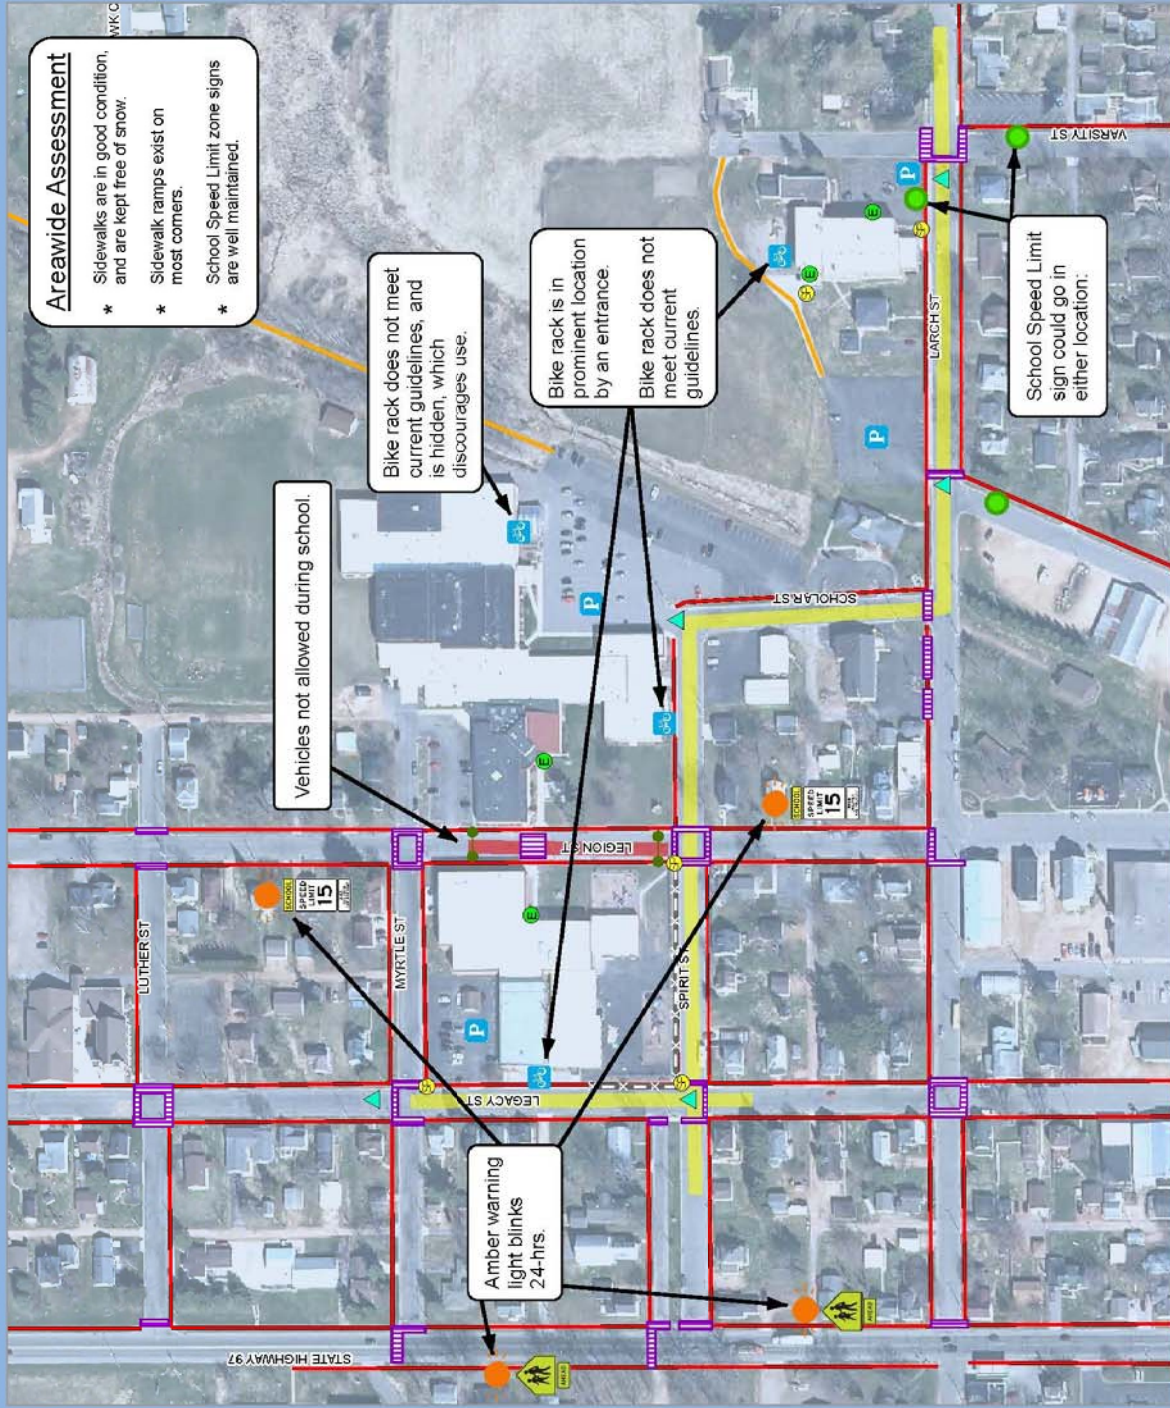 Areawide Assessment
* Sidewalks are in good condition,
and are kept free of snow.
* Sidewalk ramps exist on
most corners.
* School Speed Limit zone signs
are well maintained.
Bike rack does not meet
current guidelines, and
is hidden, which
discourages use.
Vehicles not allowed during school.
Bike rack is in
prominent location
by an entrance.
Bike rack does not
meet current
guidelines.
School Speed Limit
sign could go in
either location:
Amber warning
light blinks
24-hrs.
LUTHER ST
MYRTLE ST
LEGION ST
LEGACY ST
SPIRIT ST
SCHOLAR ST
LARCH ST
VARSITY ST
STATE HIGHWAY 97
WK C
SCHOOL
SPEED
LIMIT
15
SCHOOL
SPEED
LIMIT
15
AHEAD
AHEAD
P
P
P
P
E
E
E
E